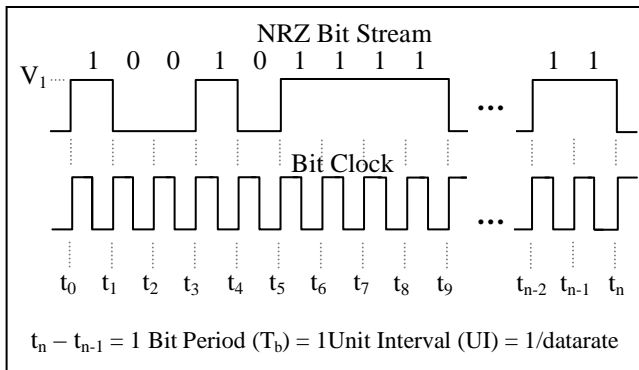 NRZ Bit Stream
V₁ 1 0 0 1 0 1 1 1 1 ... 1 1
Bit Clock
...
t₀ t₁ t₂ t₃ t₄ t₅ t₆ t₇ t₈ t₉ tₙ₋₂ tₙ₋₁ tₙ
tₙ – tₙ₋₁ = 1 Bit Period (T_b) = 1Unit Interval (UI) = 1/datarate